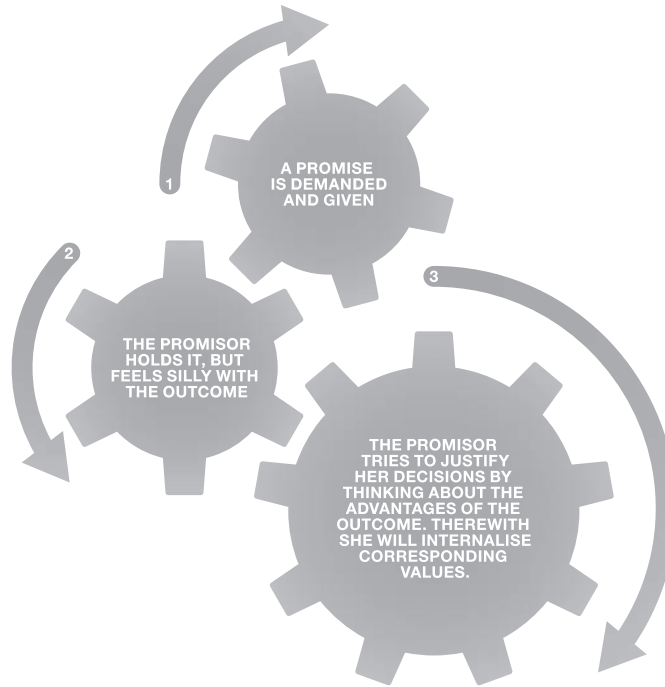 1
A PROMISE
IS DEMANDED
AND GIVEN
2
THE PROMISOR
HOLDS IT, BUT
FEELS SILLY WITH
THE OUTCOME
3
THE PROMISOR
TRIES TO JUSTIFY
HER DECISIONS BY
THINKING ABOUT THE
ADVANTAGES OF THE
OUTCOME. THEREWITH
SHE WILL INTERNALISE
CORRESPONDING
VALUES.